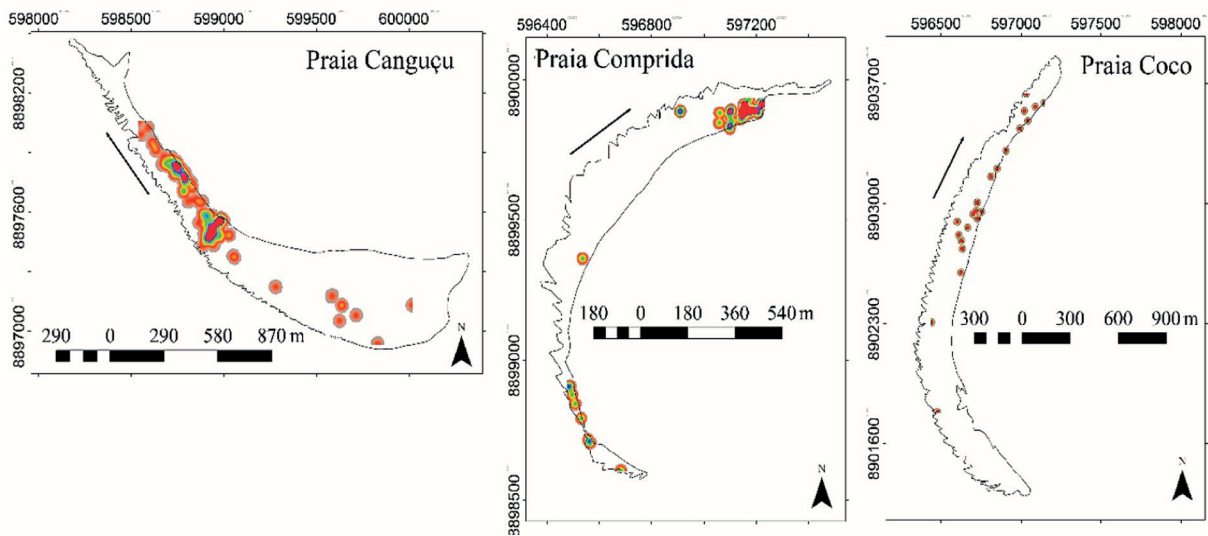 598000 598500 599000 599500 600000
Praia Canguçu
8898200
8897600
8897000
290 0 290 580 870 m
N
596400 596800 597200
Praia Comprida
8900000
8899500
8899000
8898500
180 0 180 360 540 m
N
596500 597000 597500 598000
Praia Coco
8903700
8903000
8902300
8901600
300 0 300 600 900 m
N